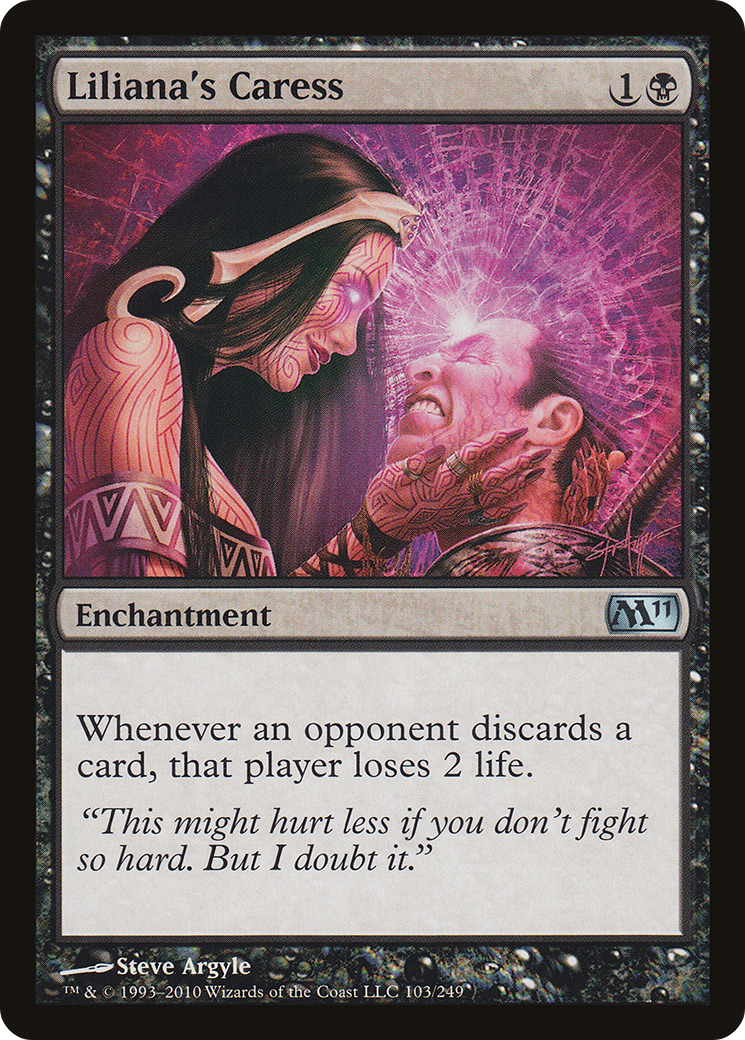 Liliana's Caress 1
Enchantment M11
Whenever an opponent discards a
card, that player loses 2 life.
“This might hurt less if you don’t fight
so hard. But I doubt it.”
Steve Argyle
™ & © 1993–2010 Wizards of the Coast LLC 103/249